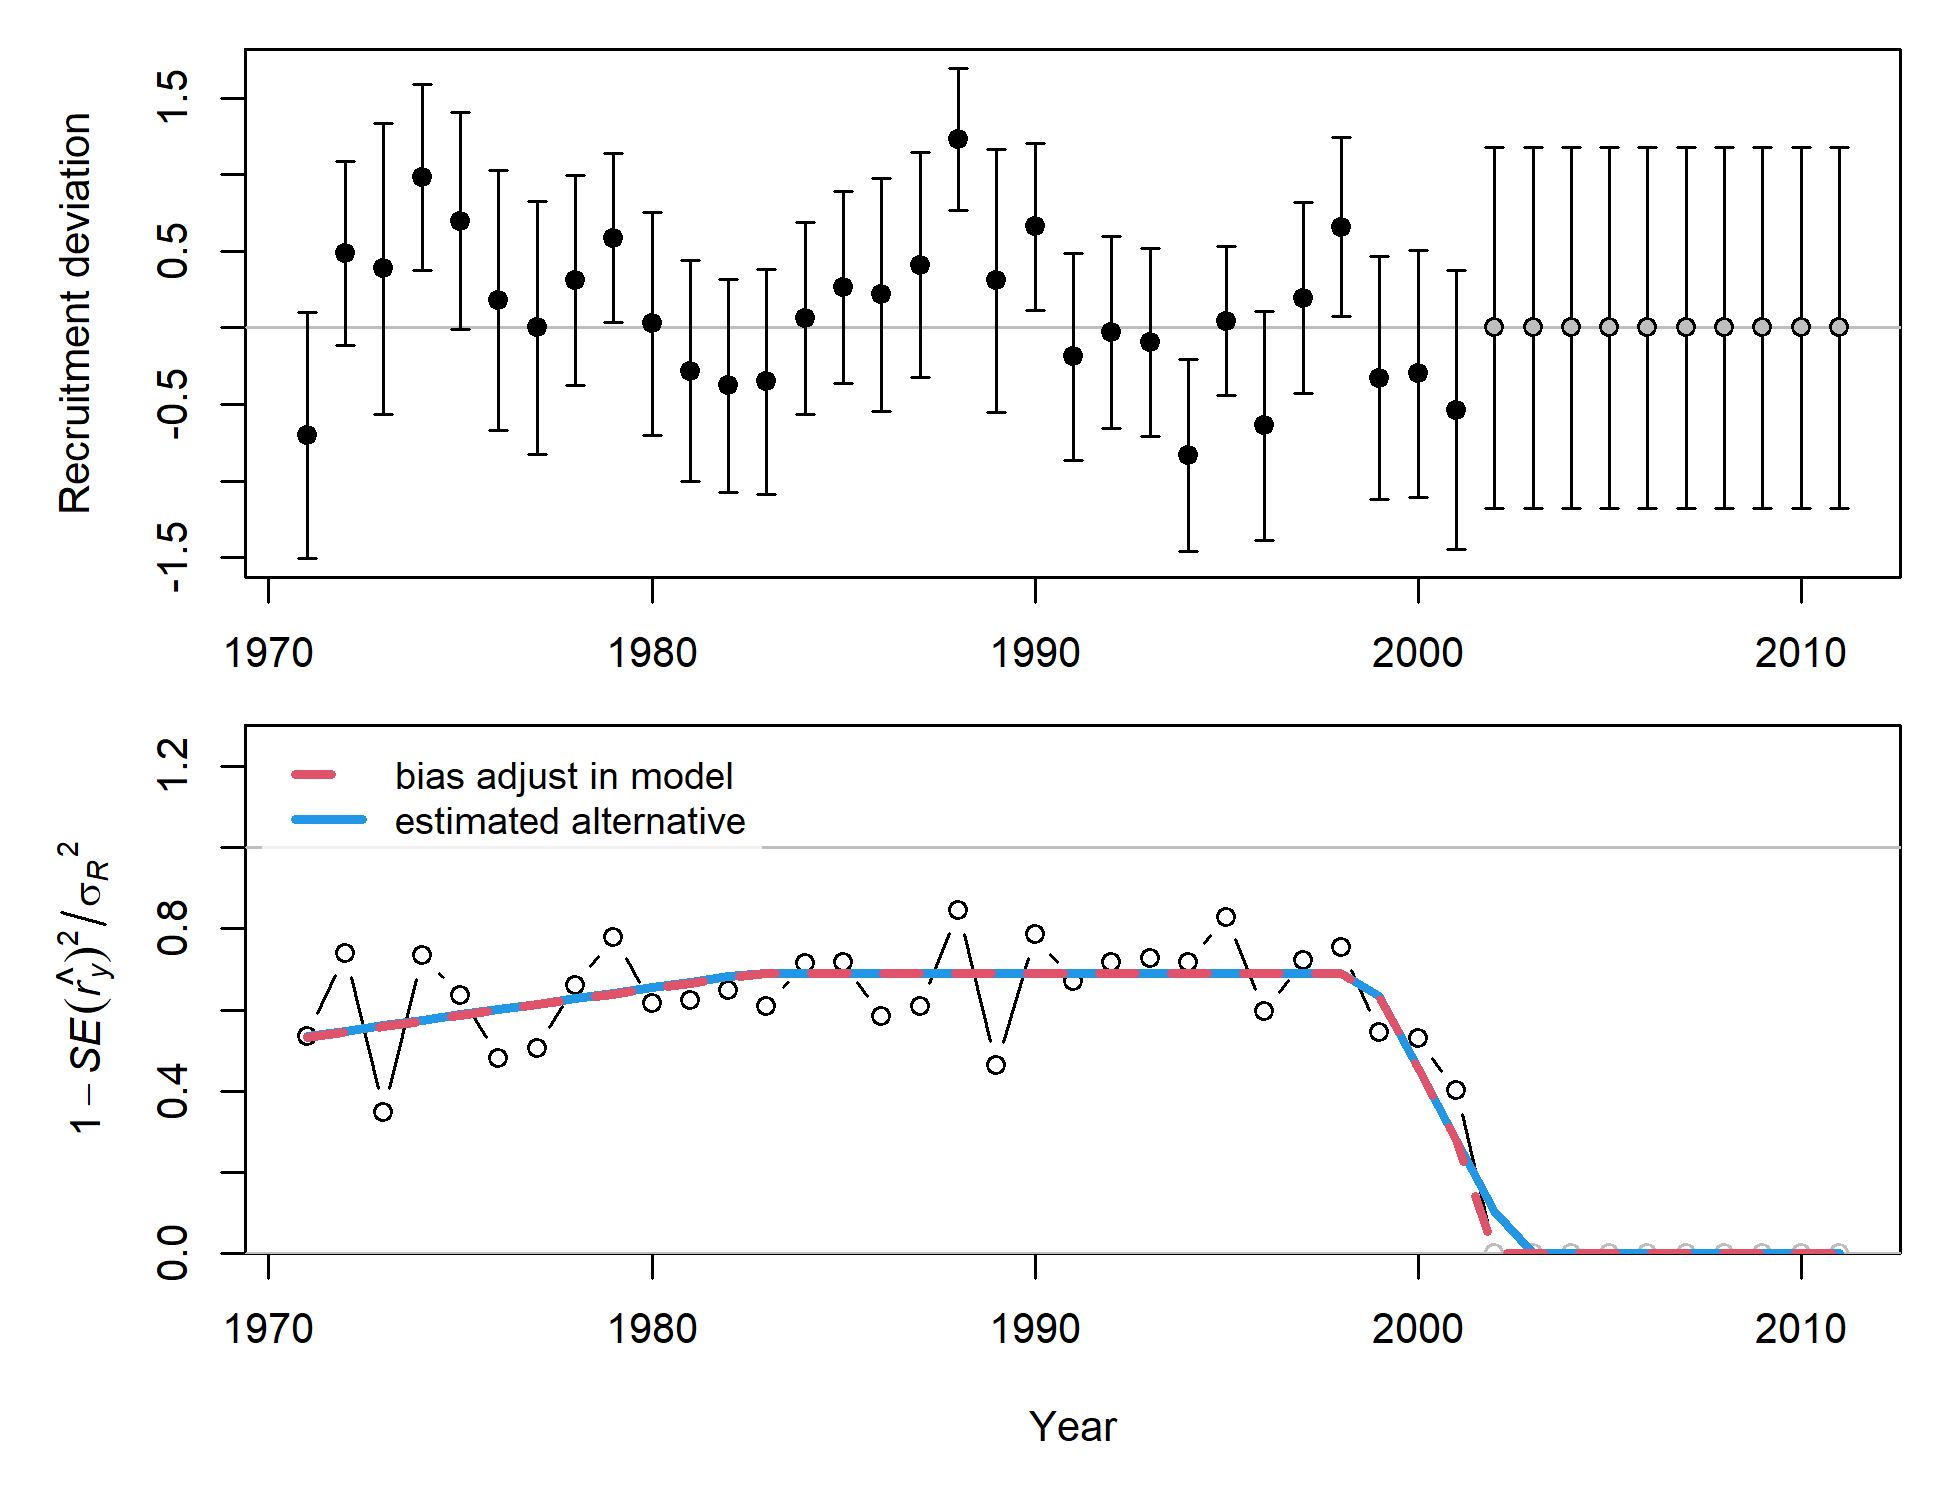 Recruitment deviation
1.5
0.5
-0.5
-1.5
1970 1980 1990 2000 2010
bias adjust in model
estimated alternative
1 − SE(r̂y)² / σR²
1.2
0.8
0.4
0.0
1970 1980 1990 2000 2010
Year